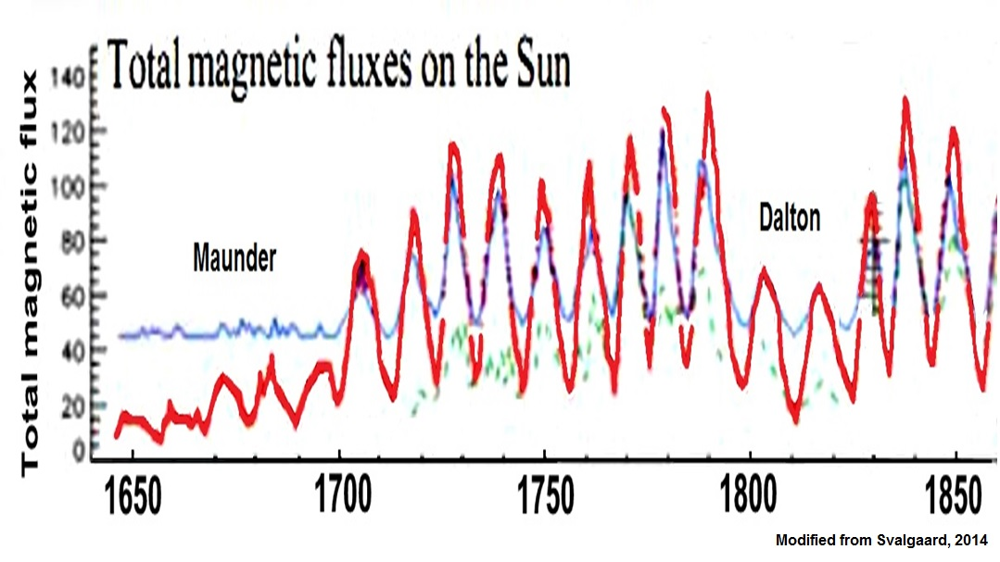 Total magnetic fluxes on the Sun
Total magnetic flux
140
120
100
80
60
40
20
0
Maunder
Dalton
1650
1700
1750
1800
1850
Modified from Svalgaard, 2014